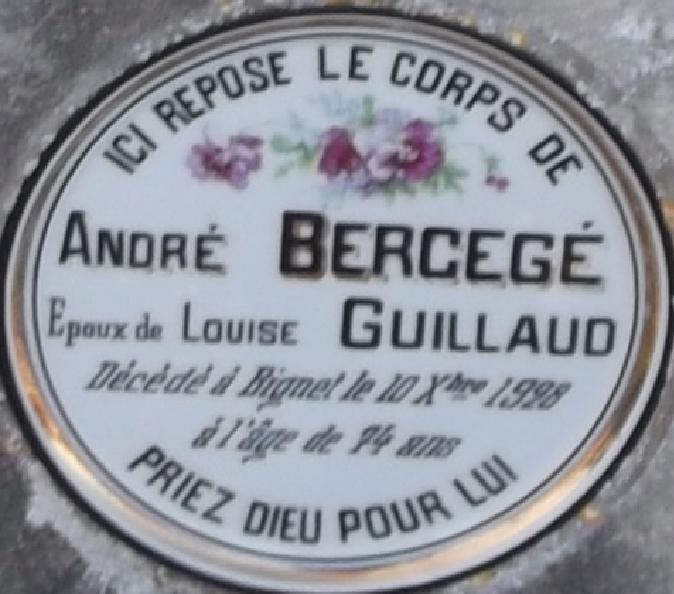 ICI REPOSE LE CORPS DE
ANDRÉ BERCEGÉ
Epoux de LOUISE GUILLAUD
Décédé à Bignet le 10 Xbre
à l'âge de 74 ans
PRIEZ DIEU POUR LUI